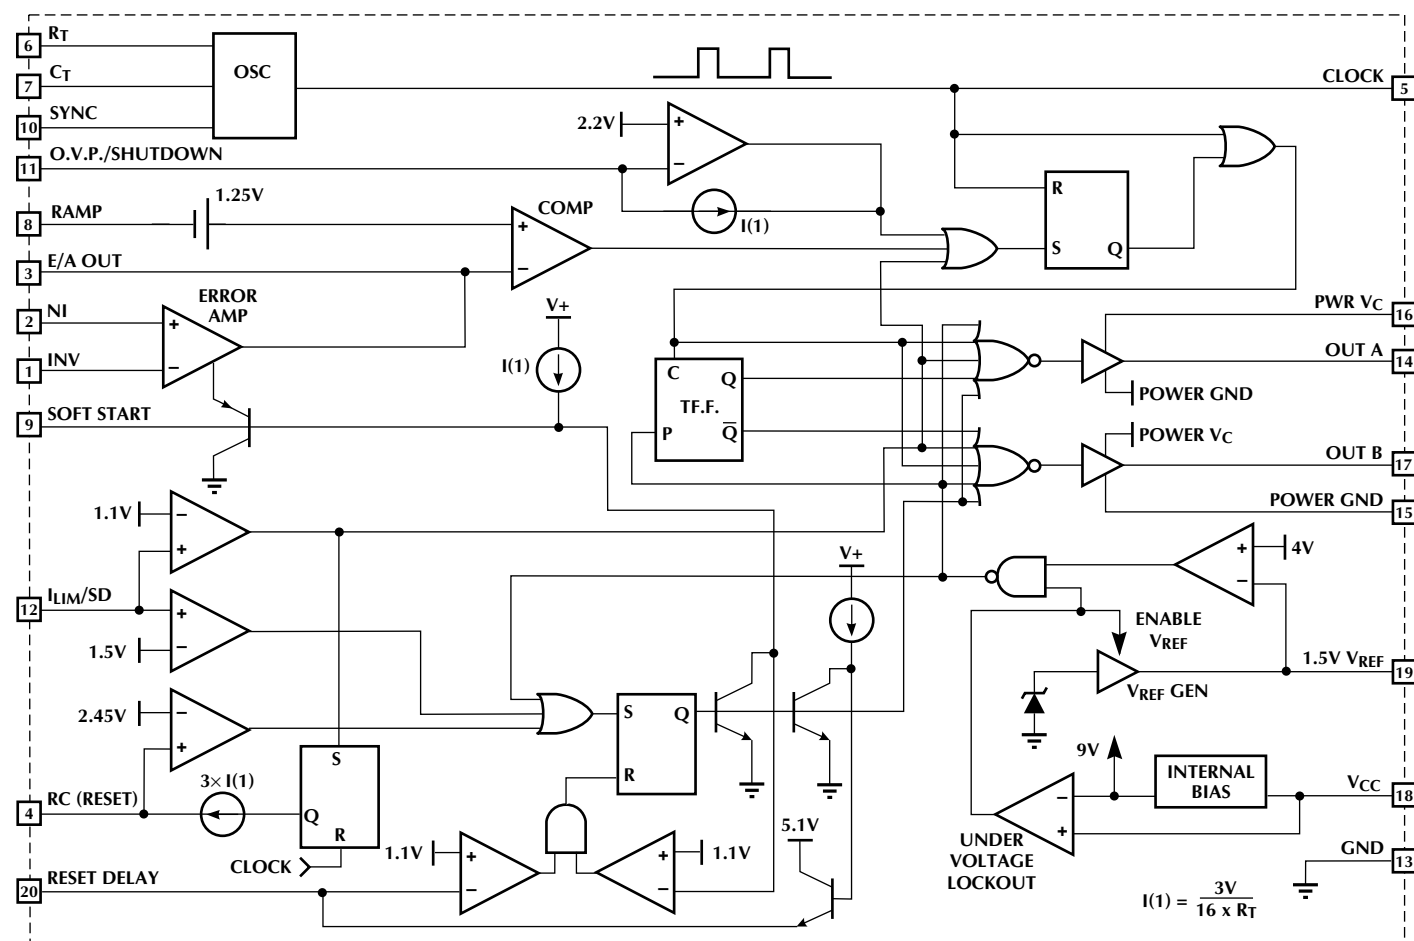 6 RT
7 CT
10 SYNC
OSC
CLOCK 5
11 O.V.P./SHUTDOWN
2.2V
+
−
I(1)
8 RAMP
1.25V
COMP
+
−
3 E/A OUT
R
S
Q
2 NI
1 INV
ERROR
AMP
+
−
V+
I(1)
9 SOFT START
C
Q
TF.F.
P
Q̅
PWR VC 16
OUT A 14
POWER GND
POWER VC
OUT B 17
POWER GND 15
1.1V
−
+
12 ILIM/SD
+
−
1.5V
2.45V
−
+
4 RC (RESET)
3× I(1)
S
Q
R
CLOCK
S
Q
R
V+
+
−
4V
ENABLE
VREF
1.5V VREF 19
VREF GEN
9V
INTERNAL
BIAS
VCC 18
−
+
UNDER
VOLTAGE
LOCKOUT
GND 13
20 RESET DELAY
1.1V
+
−
+
−
1.1V
5.1V
I(1) = 3V
16 x RT